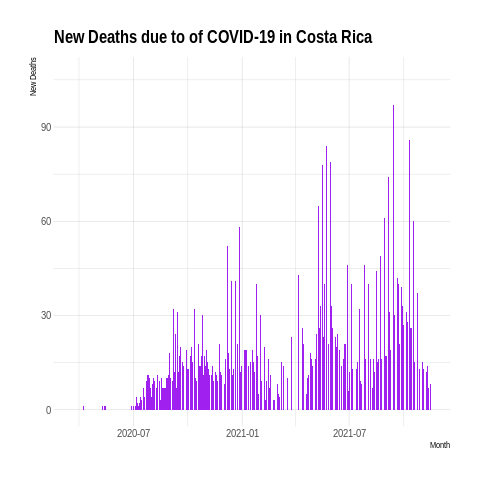 New Deaths due to of COVID-19 in Costa Rica
New Deaths
90
60
30
0
2020-07 2021-01 2021-07
Month